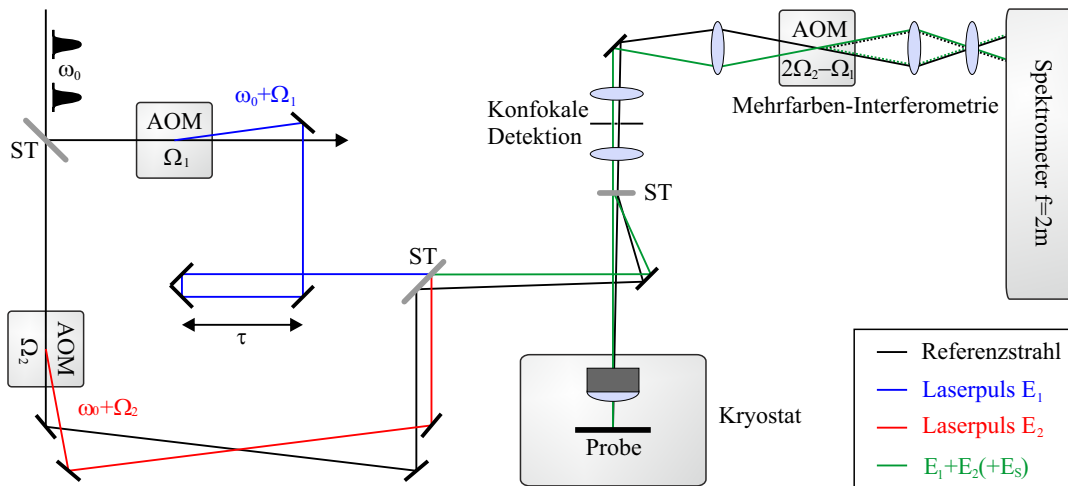 ω₀
ST
AOM
Ω₁
ω₀+Ω₁
AOM
Ω₂
ω₀+Ω₂
τ
ST
Konfokale
Detektion
ST
Kryostat
Probe
AOM
2Ω₂–Ω₁
Mehrfarben-Interferometrie
Spektrometer f=2m
Referenzstrahl
Laserpuls E₁
Laserpuls E₂
E₁+E₂(+Eₛ)